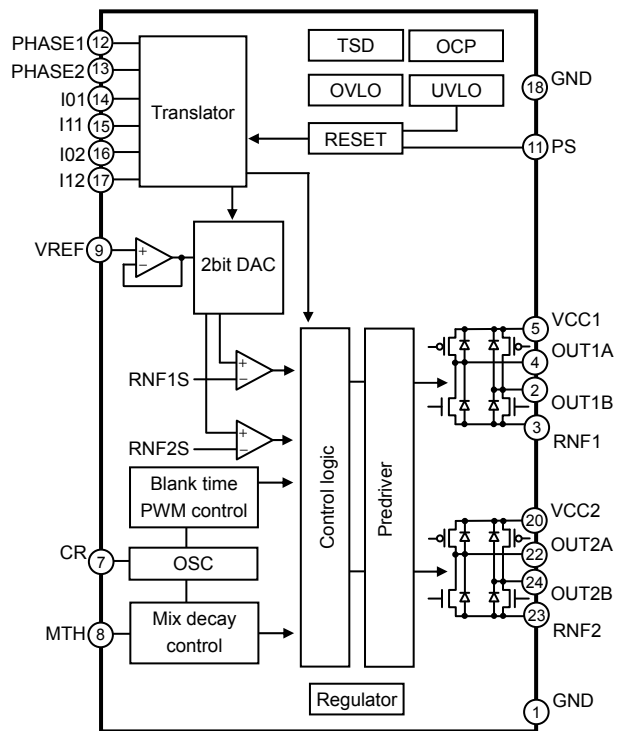 PHASE1 12
PHASE2 13
I01 14
I11 15
I02 16
I12 17
Translator
TSD
OCP
OVLO
UVLO
RESET
18 GND
11 PS
VREF 9
+
−
2bit DAC
RNF1S
+
−
RNF2S
+
−
Blank time
PWM control
CR 7
OSC
MTH 8
Mix decay
control
Control logic
Predriver
5 VCC1
4 OUT1A
2 OUT1B
3 RNF1
20 VCC2
22 OUT2A
24 OUT2B
23 RNF2
Regulator
1 GND